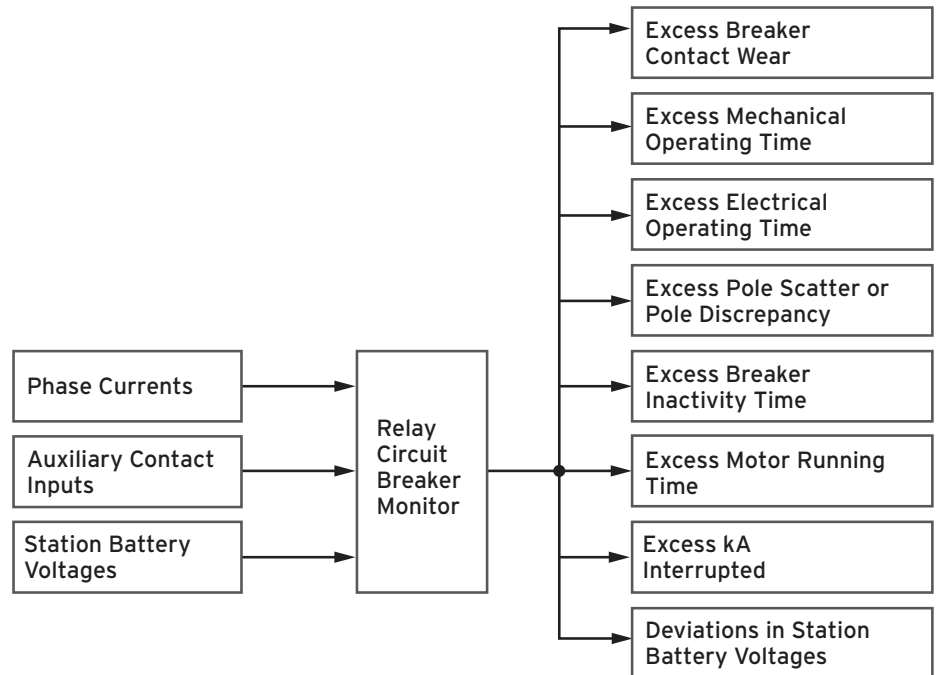 Phase Currents
Auxiliary Contact
Inputs
Station Battery
Voltages
Relay
Circuit
Breaker
Monitor
Excess Breaker
Contact Wear
Excess Mechanical
Operating Time
Excess Electrical
Operating Time
Excess Pole Scatter or
Pole Discrepancy
Excess Breaker
Inactivity Time
Excess Motor Running
Time
Excess kA
Interrupted
Deviations in Station
Battery Voltages